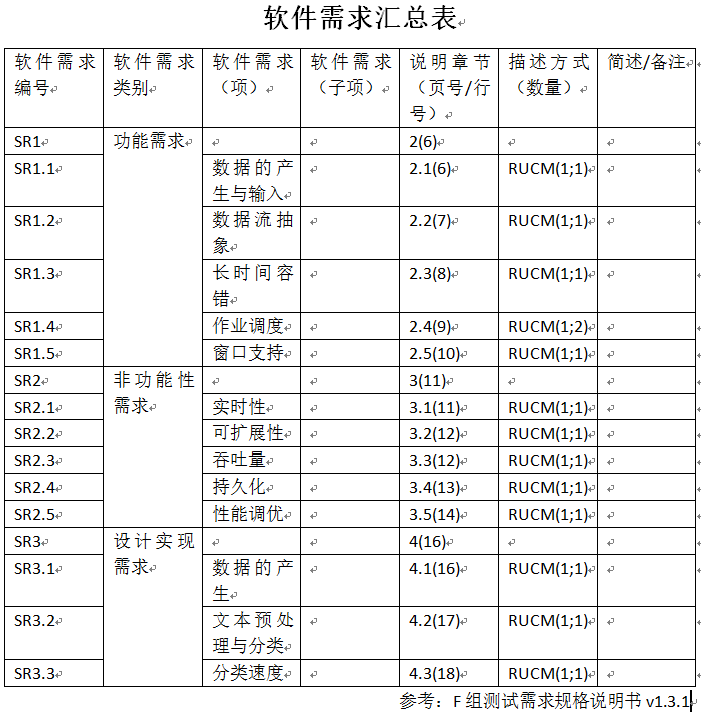 软件需求汇总表
软件需求编号 软件需求类别 软件需求（项） 软件需求（子项） 说明章节（页号/行号） 描述方式（数量） 简述/备注
SR1 功能需求 2(6)
SR1.1 数据的产生与输入 2.1(6) RUCM(1;1)
SR1.2 数据流抽象 2.2(7) RUCM(1;1)
SR1.3 长时间容错 2.3(8) RUCM(1;1)
SR1.4 作业调度 2.4(9) RUCM(1;2)
SR1.5 窗口支持 2.5(10) RUCM(1;1)
SR2 非功能性需求 3(11)
SR2.1 实时性 3.1(11) RUCM(1;1)
SR2.2 可扩展性 3.2(12) RUCM(1;1)
SR2.3 吞吐量 3.3(12) RUCM(1;1)
SR2.4 持久化 3.4(13) RUCM(1;1)
SR2.5 性能调优 3.5(14) RUCM(1;1)
SR3 设计实现需求 4(16)
SR3.1 数据的产生 4.1(16) RUCM(1;1)
SR3.2 文本预处理与分类 4.2(17) RUCM(1;1)
SR3.3 分类速度 4.3(18) RUCM(1;1)
参考：F 组测试需求规格说明书 v1.3.1